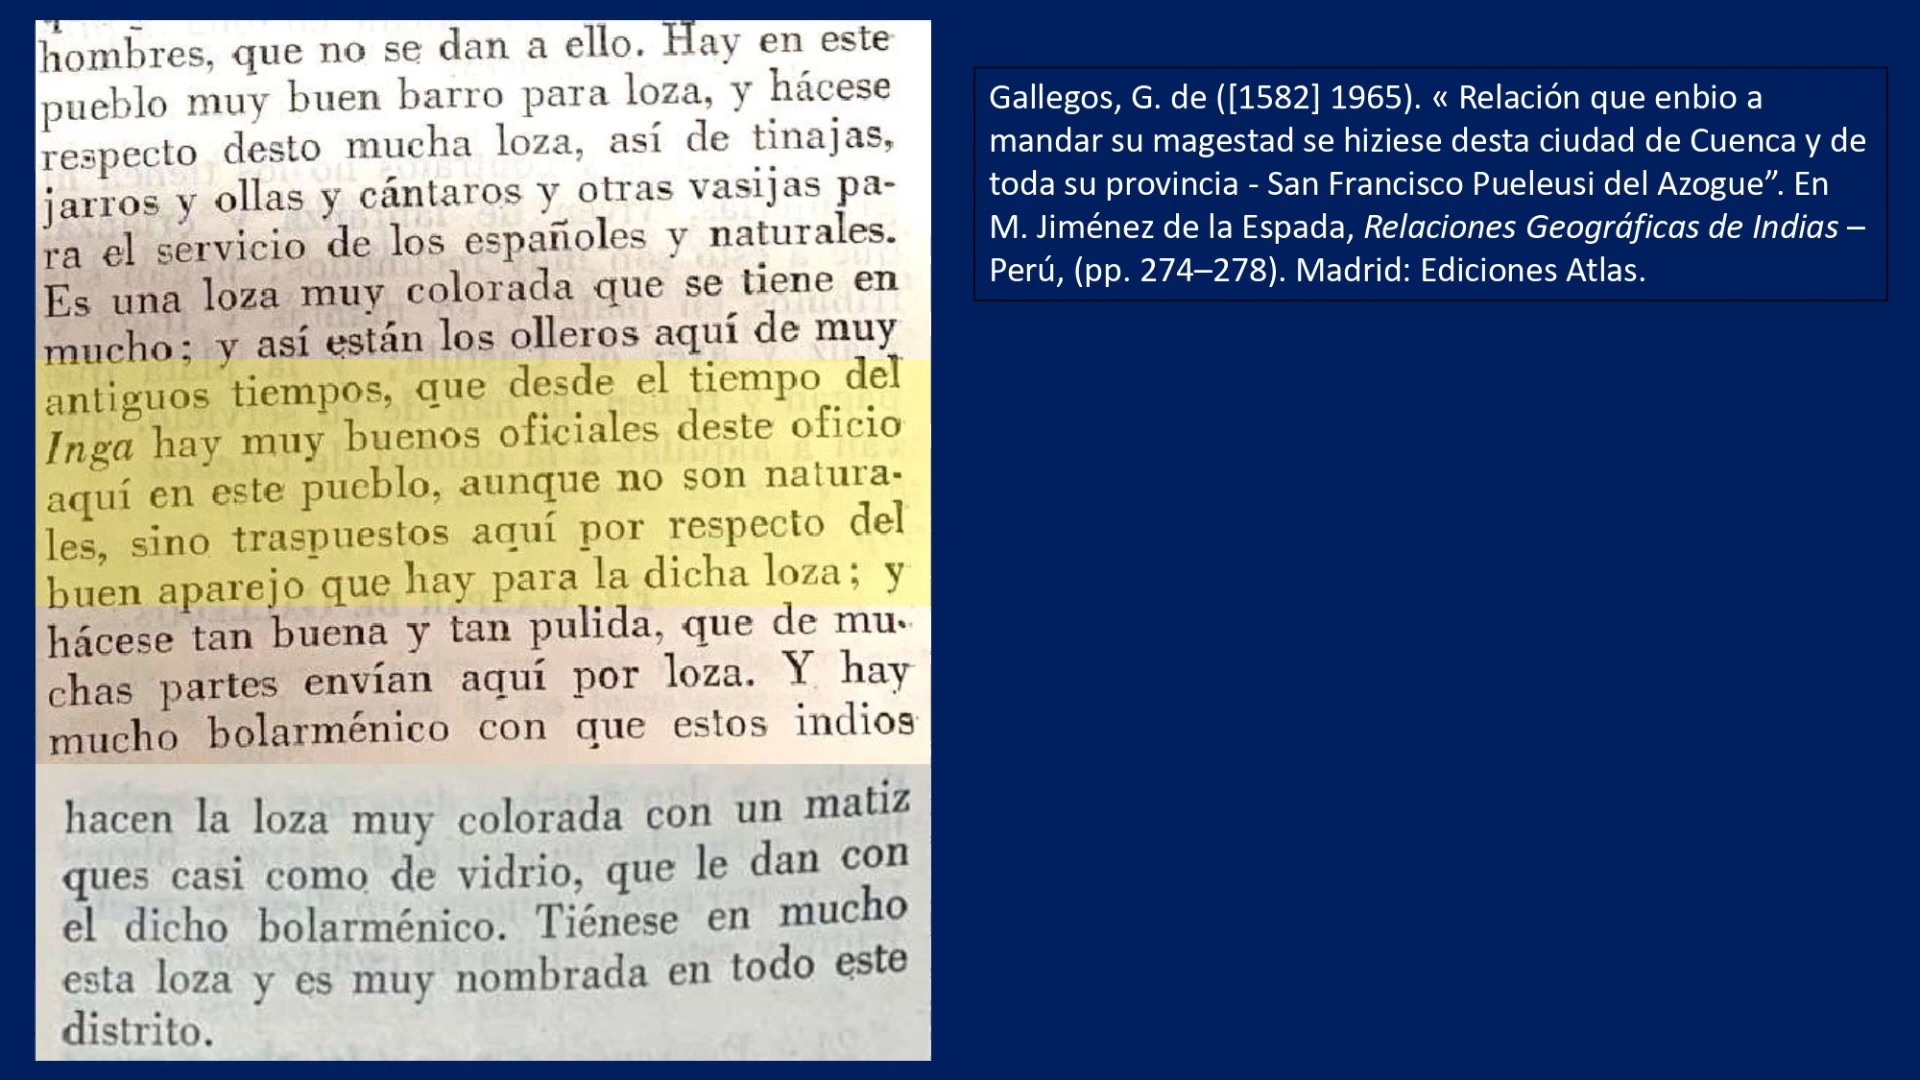 hombres, que no se dan a ello. Hay en este
pueblo muy buen barro para loza, y hácese
respecto desto mucha loza, así de tinajas,
jarros y ollas y cántaros y otras vasijas pa-
ra el servicio de los españoles y naturales.
Es una loza muy colorada que se tiene en
mucho; y así están los olleros aquí de muy
antiguos tiempos, que desde el tiempo del
Inga hay muy buenos oficiales deste oficio
aquí en este pueblo, aunque no son natura-
les, sino traspuestos aquí por respecto del
buen aparejo que hay para la dicha loza; y
hácese tan buena y tan pulida, que de mu-
chas partes envían aquí por loza. Y hay
mucho bolarménico con que estos indios
hacen la loza muy colorada con un matiz
ques casi como de vidrio, que le dan con
el dicho bolarménico. Tiénese en mucho
esta loza y es muy nombrada en todo este
distrito.
Gallegos, G. de ([1582] 1965). « Relación que enbio a
mandar su magestad se hiziese desta ciudad de Cuenca y de
toda su provincia - San Francisco Pueleusi del Azogue”. En
M. Jiménez de la Espada, Relaciones Geográficas de Indias –
Perú, (pp. 274–278). Madrid: Ediciones Atlas.